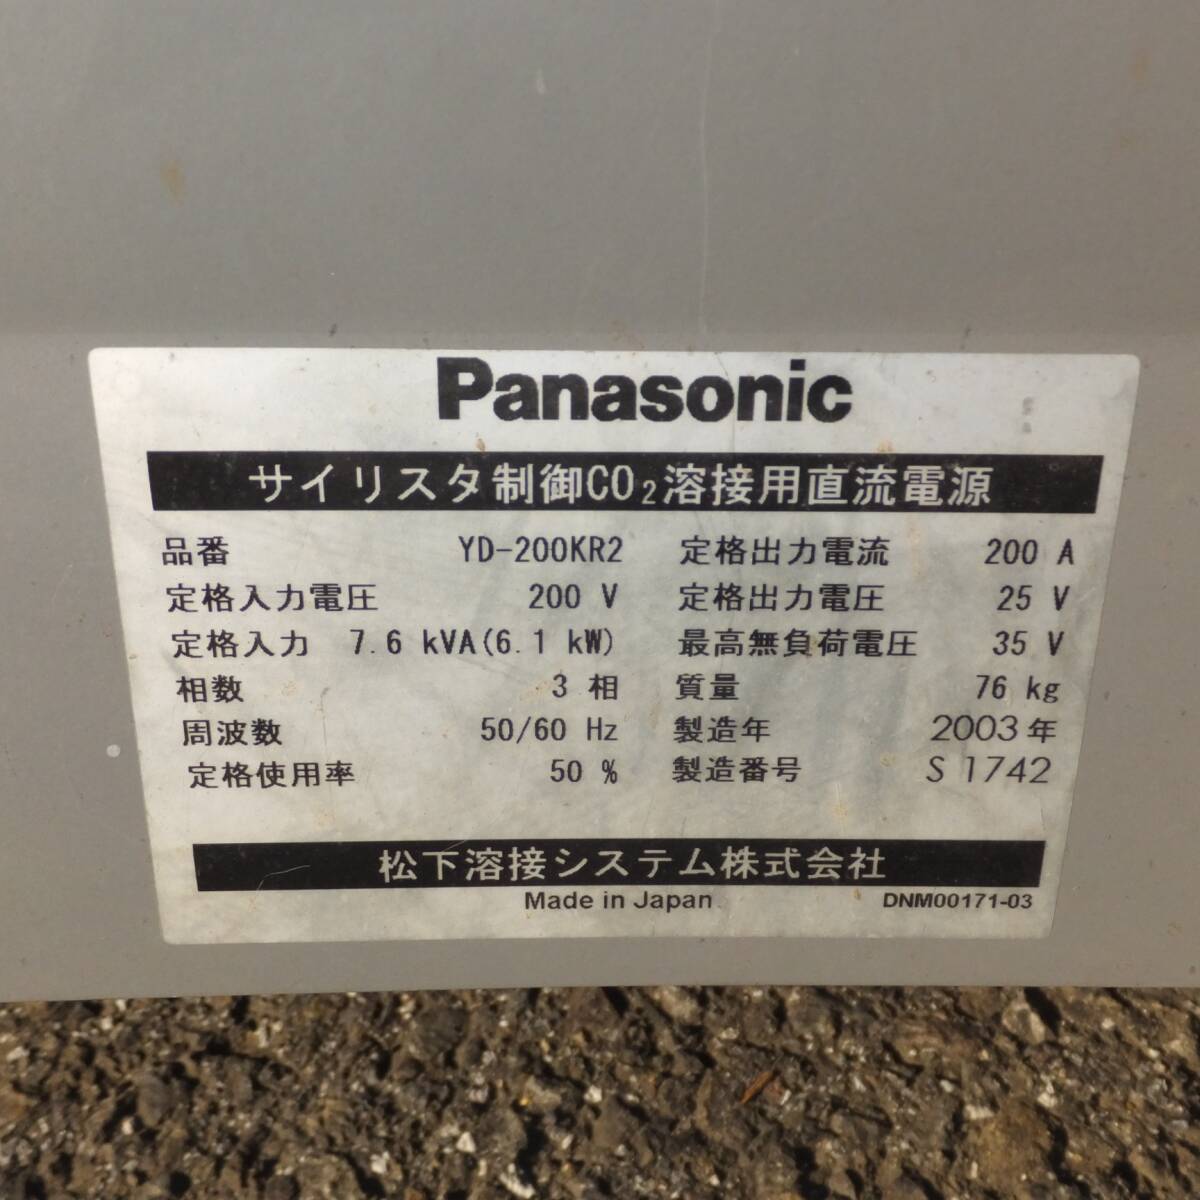 Panasonic
サイリスタ制御CO₂溶接用直流電源
品番 YD-200KR2 定格出力電流 200 A
定格入力電圧 200 V 定格出力電圧 25 V
定格入力 7.6 kVA(6.1 kW) 最高無負荷電圧 35 V
相数 3 相 質量 76 kg
周波数 50/60 Hz 製造年 2003年
定格使用率 50 % 製造番号 S 1742
松下溶接システム株式会社
Made in Japan DNM00171-03